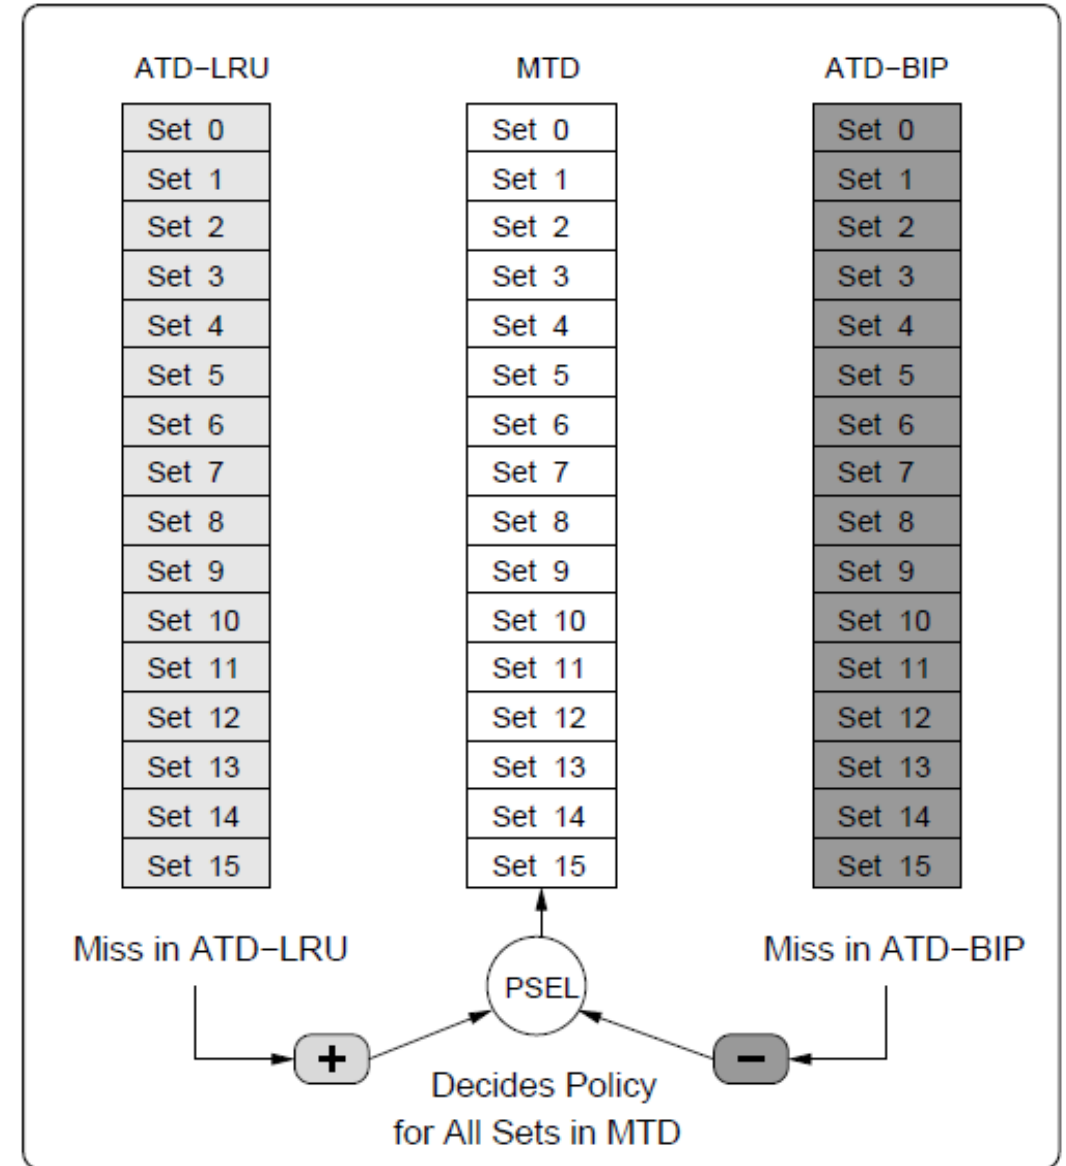 ATD−LRU
Set 0
Set 1
Set 2
Set 3
Set 4
Set 5
Set 6
Set 7
Set 8
Set 9
Set 10
Set 11
Set 12
Set 13
Set 14
Set 15
MTD
Set 0
Set 1
Set 2
Set 3
Set 4
Set 5
Set 6
Set 7
Set 8
Set 9
Set 10
Set 11
Set 12
Set 13
Set 14
Set 15
ATD−BIP
Set 0
Set 1
Set 2
Set 3
Set 4
Set 5
Set 6
Set 7
Set 8
Set 9
Set 10
Set 11
Set 12
Set 13
Set 14
Set 15
Miss in ATD−LRU
Miss in ATD−BIP
PSEL
+
−
Decides Policy
for All Sets in MTD